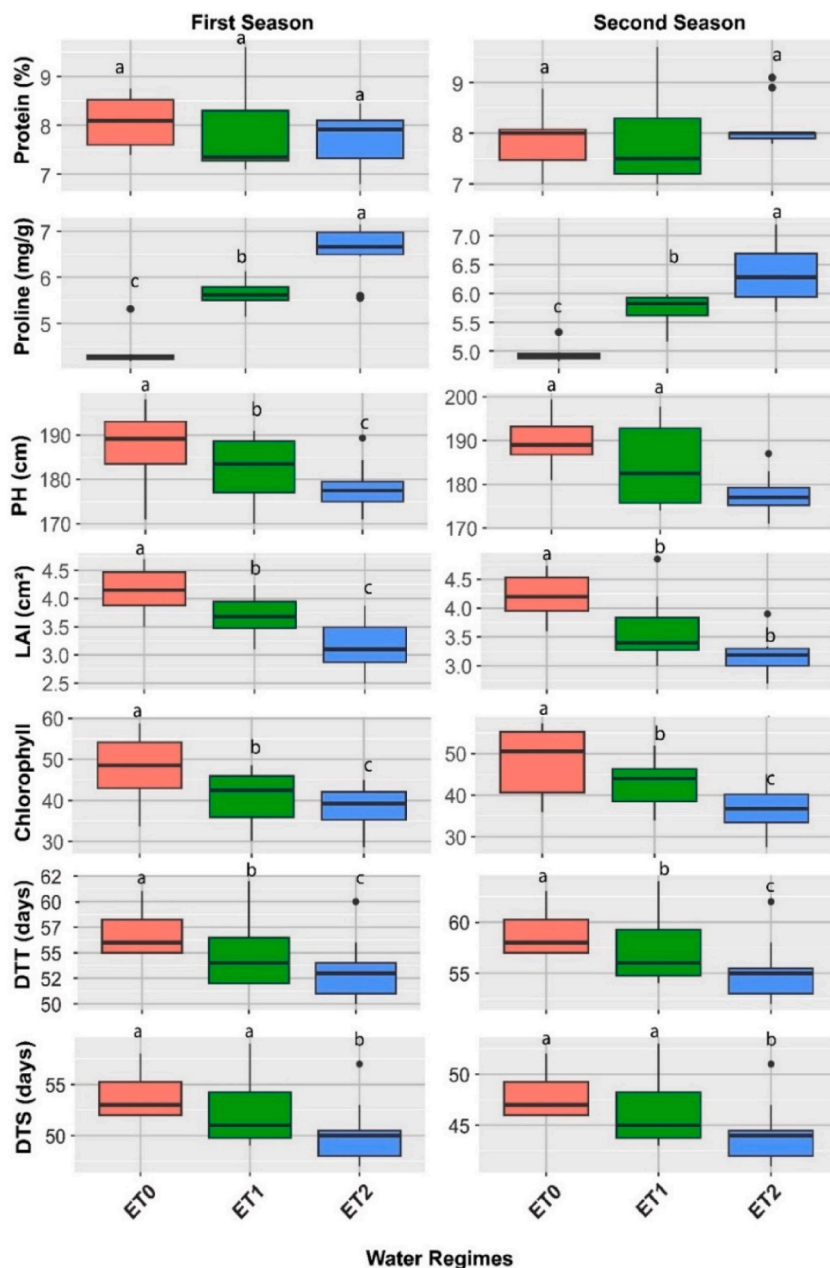 First Season
Second Season
Protein (%)
9
8
7
a
a
a
9
8
7
a
a
Proline (mg/g)
7
6
5
c
b
a
7.0
6.5
6.0
5.5
5.0
c
b
a
PH (cm)
190
180
170
a
b
c
200
190
180
170
a
a
LAI (cm²)
4.5
4.0
3.5
3.0
2.5
a
b
c
4.5
4.0
3.5
3.0
a
b
b
Chlorophyll
60
50
40
30
a
b
c
50
40
30
a
b
c
DTT (days)
62
60
57
55
52
50
a
b
c
60
55
a
b
c
DTS (days)
55
50
a
a
b
50
45
a
a
b
ET0
ET1
ET2
ET0
ET1
ET2
Water Regimes